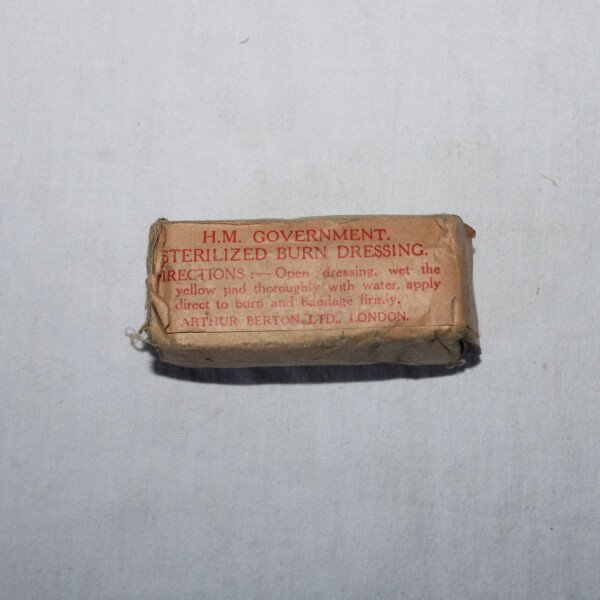 H.M. GOVERNMENT.
STERILIZED BURN DRESSING.
DIRECTIONS :— Open dressing, wet the
yellow pad thoroughly with water, apply
direct to burn and bandage firmly.
ARTHUR BERTON LTD., LONDON.